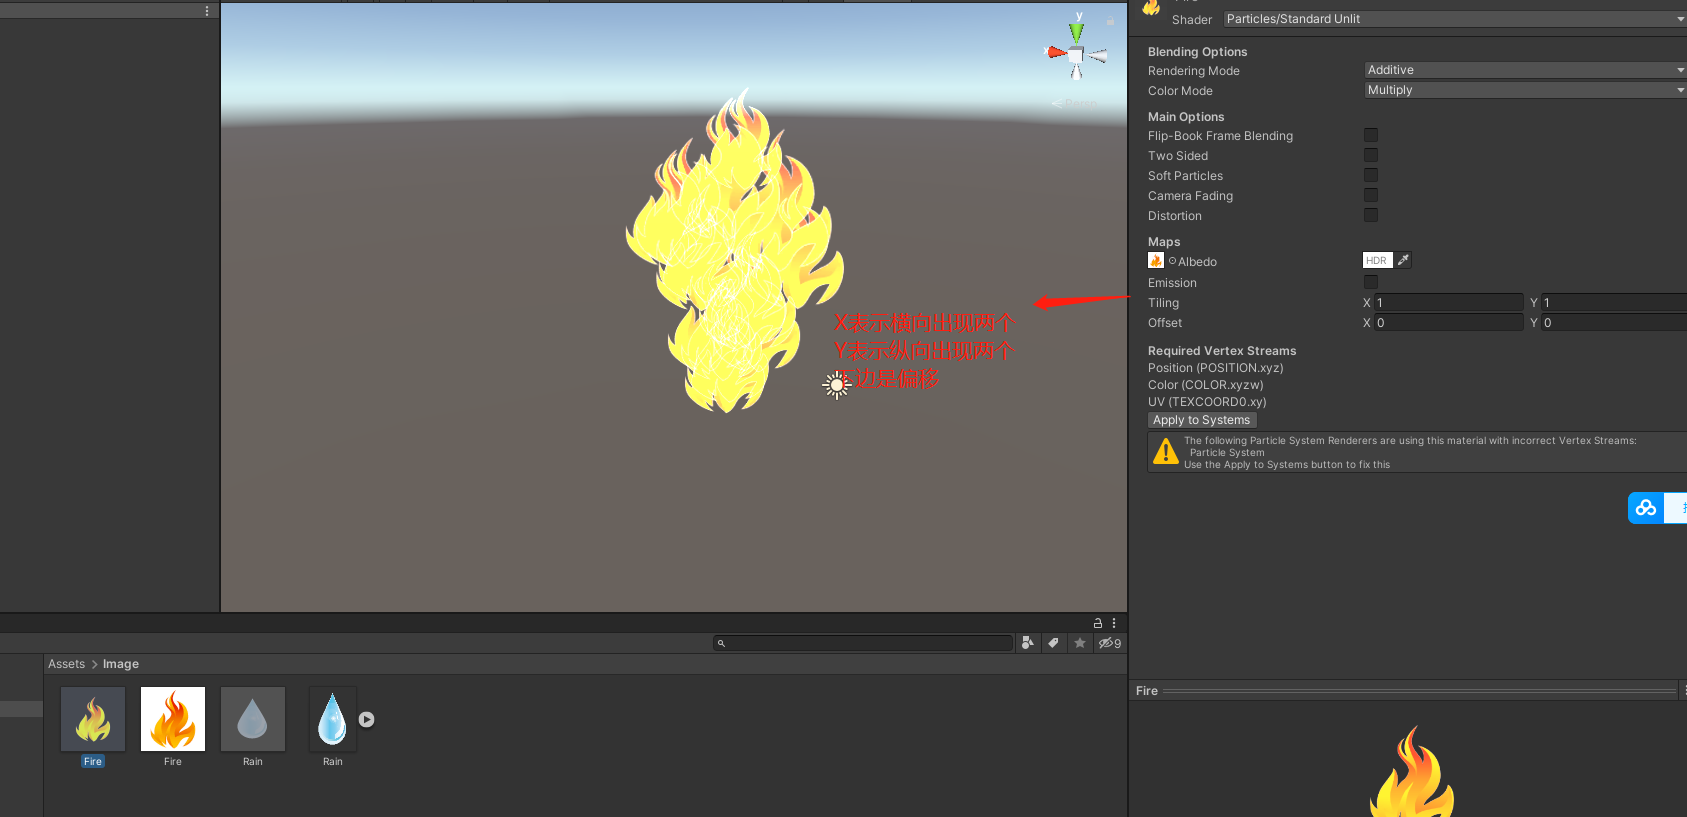 Shader Particles/Standard Unlit
y
x
Persp
Blending Options
Rendering Mode Additive
Color Mode Multiply
Main Options
Flip-Book Frame Blending
Two Sided
Soft Particles
Camera Fading
Distortion
Maps
Albedo HDR
Emission
Tiling X 1 Y 1
Offset X 0 Y 0
X表示横向出现两个
Y表示纵向出现两个
边是偏移
Required Vertex Streams
Position (POSITION.xyz)
Color (COLOR.xyzw)
UV (TEXCOORD0.xy)
Apply to Systems
The following Particle System Renderers are using this material with incorrect Vertex Streams:
Particle System
Use the Apply to Systems button to fix this
9
Assets > Image
Fire
Fire Fire Rain Rain